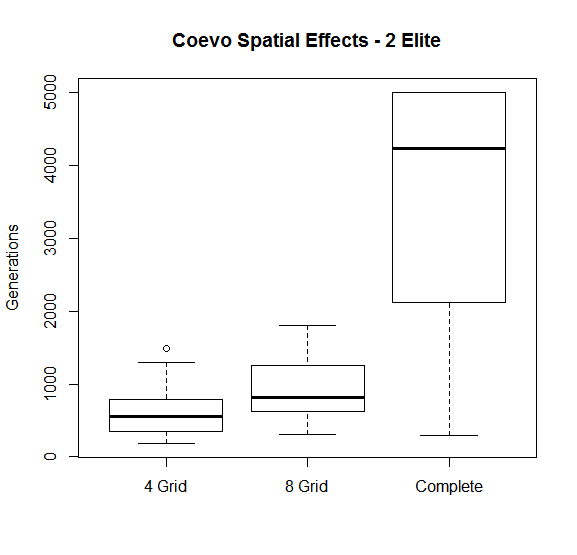 Coevo Spatial Effects - 2 Elite
5000
4000
3000
2000
1000
0
Generations
4 Grid
8 Grid
Complete